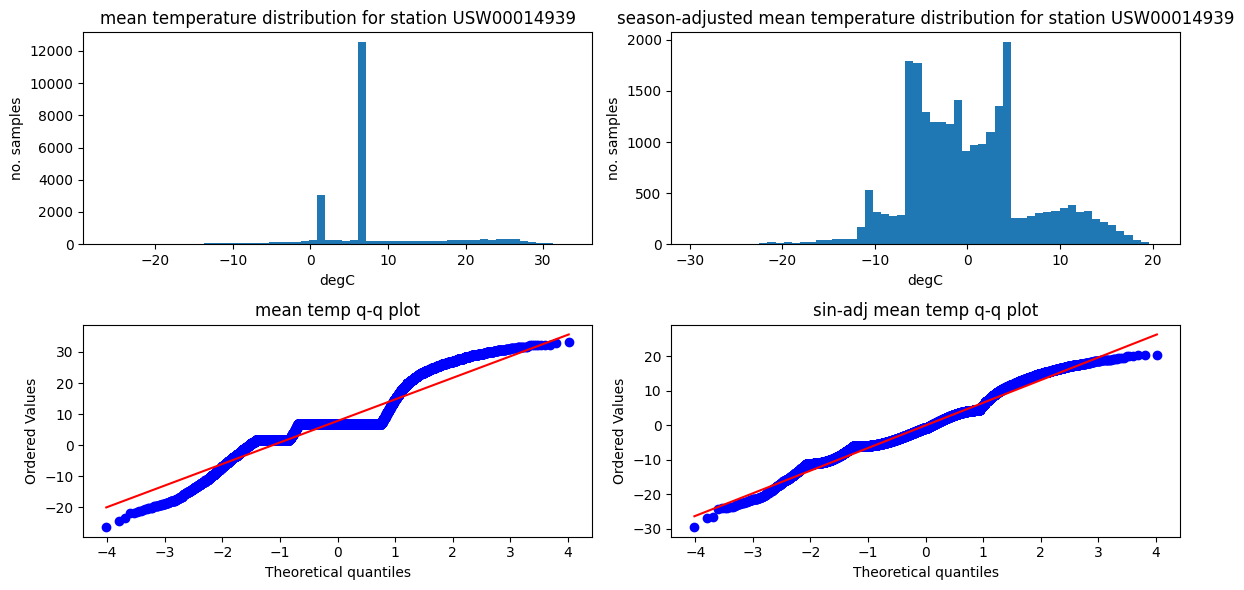 mean temperature distribution for station USW00014939
no. samples
12000
10000
8000
6000
4000
2000
0
−20 −10 0 10 20 30
degC
season-adjusted mean temperature distribution for station USW00014939
no. samples
2000
1500
1000
500
0
−30 −20 −10 0 10 20
degC
mean temp q-q plot
Ordered Values
30
20
10
0
−10
−20
−4 −3 −2 −1 0 1 2 3 4
Theoretical quantiles
sin-adj mean temp q-q plot
Ordered Values
20
10
0
−10
−20
−30
−4 −3 −2 −1 0 1 2 3 4
Theoretical quantiles